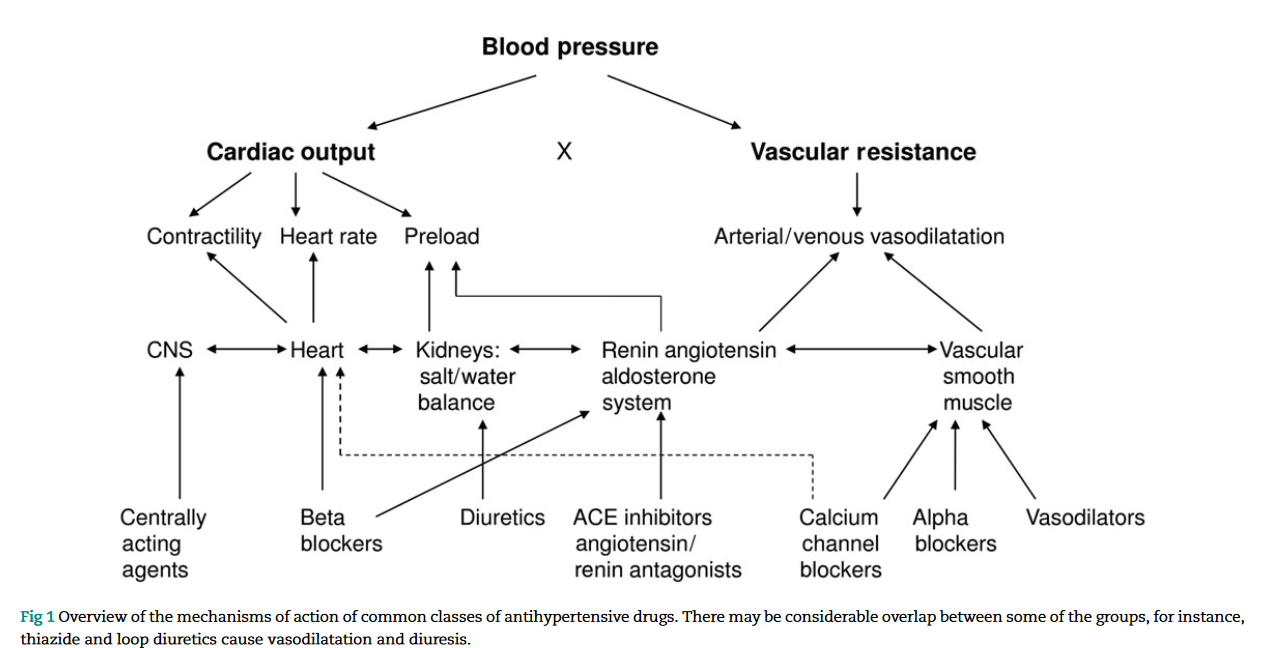 Blood pressure
Cardiac output X Vascular resistance
Contractility Heart rate Preload Arterial/venous vasodilatation
CNS Heart Kidneys: Renin angiotensin Vascular
salt/water aldosterone smooth
balance system muscle
Centrally Beta Diuretics ACE inhibitors Calcium Alpha Vasodilators
acting blockers angiotensin/ channel blockers
agents renin antagonists blockers
Fig 1 Overview of the mechanisms of action of common classes of antihypertensive drugs. There may be considerable overlap between some of the groups, for instance,
thiazide and loop diuretics cause vasodilatation and diuresis.